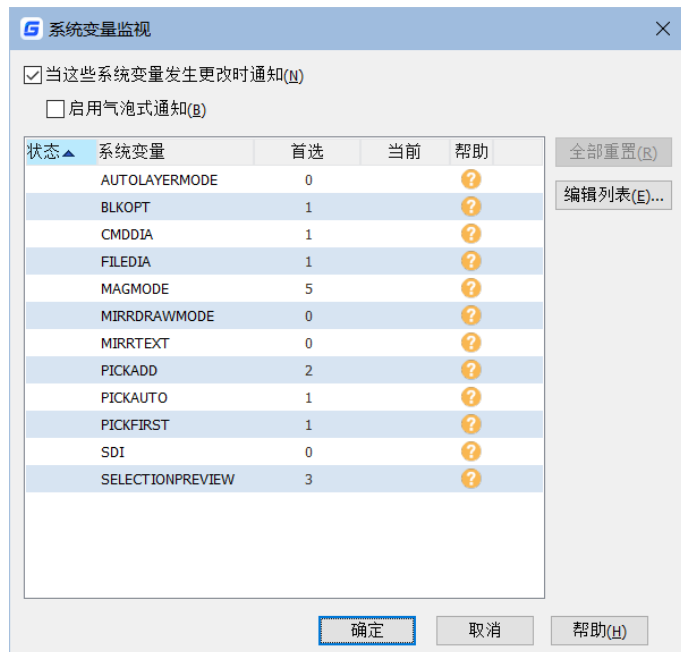 系统变量监视
当这些系统变量发生更改时通知(N)
启用气泡式通知(B)
状态 系统变量 首选 当前 帮助
全部重置(R)
AUTOLAYERMODE 0
编辑列表(E)...
BLKOPT 1
CMDDIA 1
FILEDIA 1
MAGMODE 5
MIRRDRAWMODE 0
MIRRTEXT 0
PICKADD 2
PICKAUTO 1
PICKFIRST 1
SDI 0
SELECTIONPREVIEW 3
确定 取消 帮助(H)